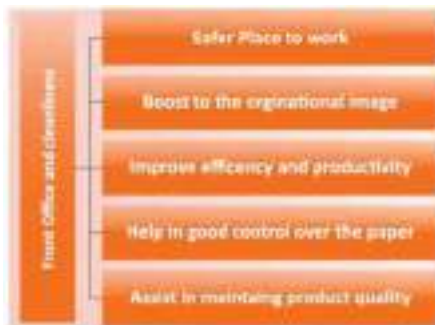 Front Office and cleanliness
Safer Place to work
Boost to the orginational image
Improve efficency and productivity
Help in good control over the paper
Assist in maintaing product quality